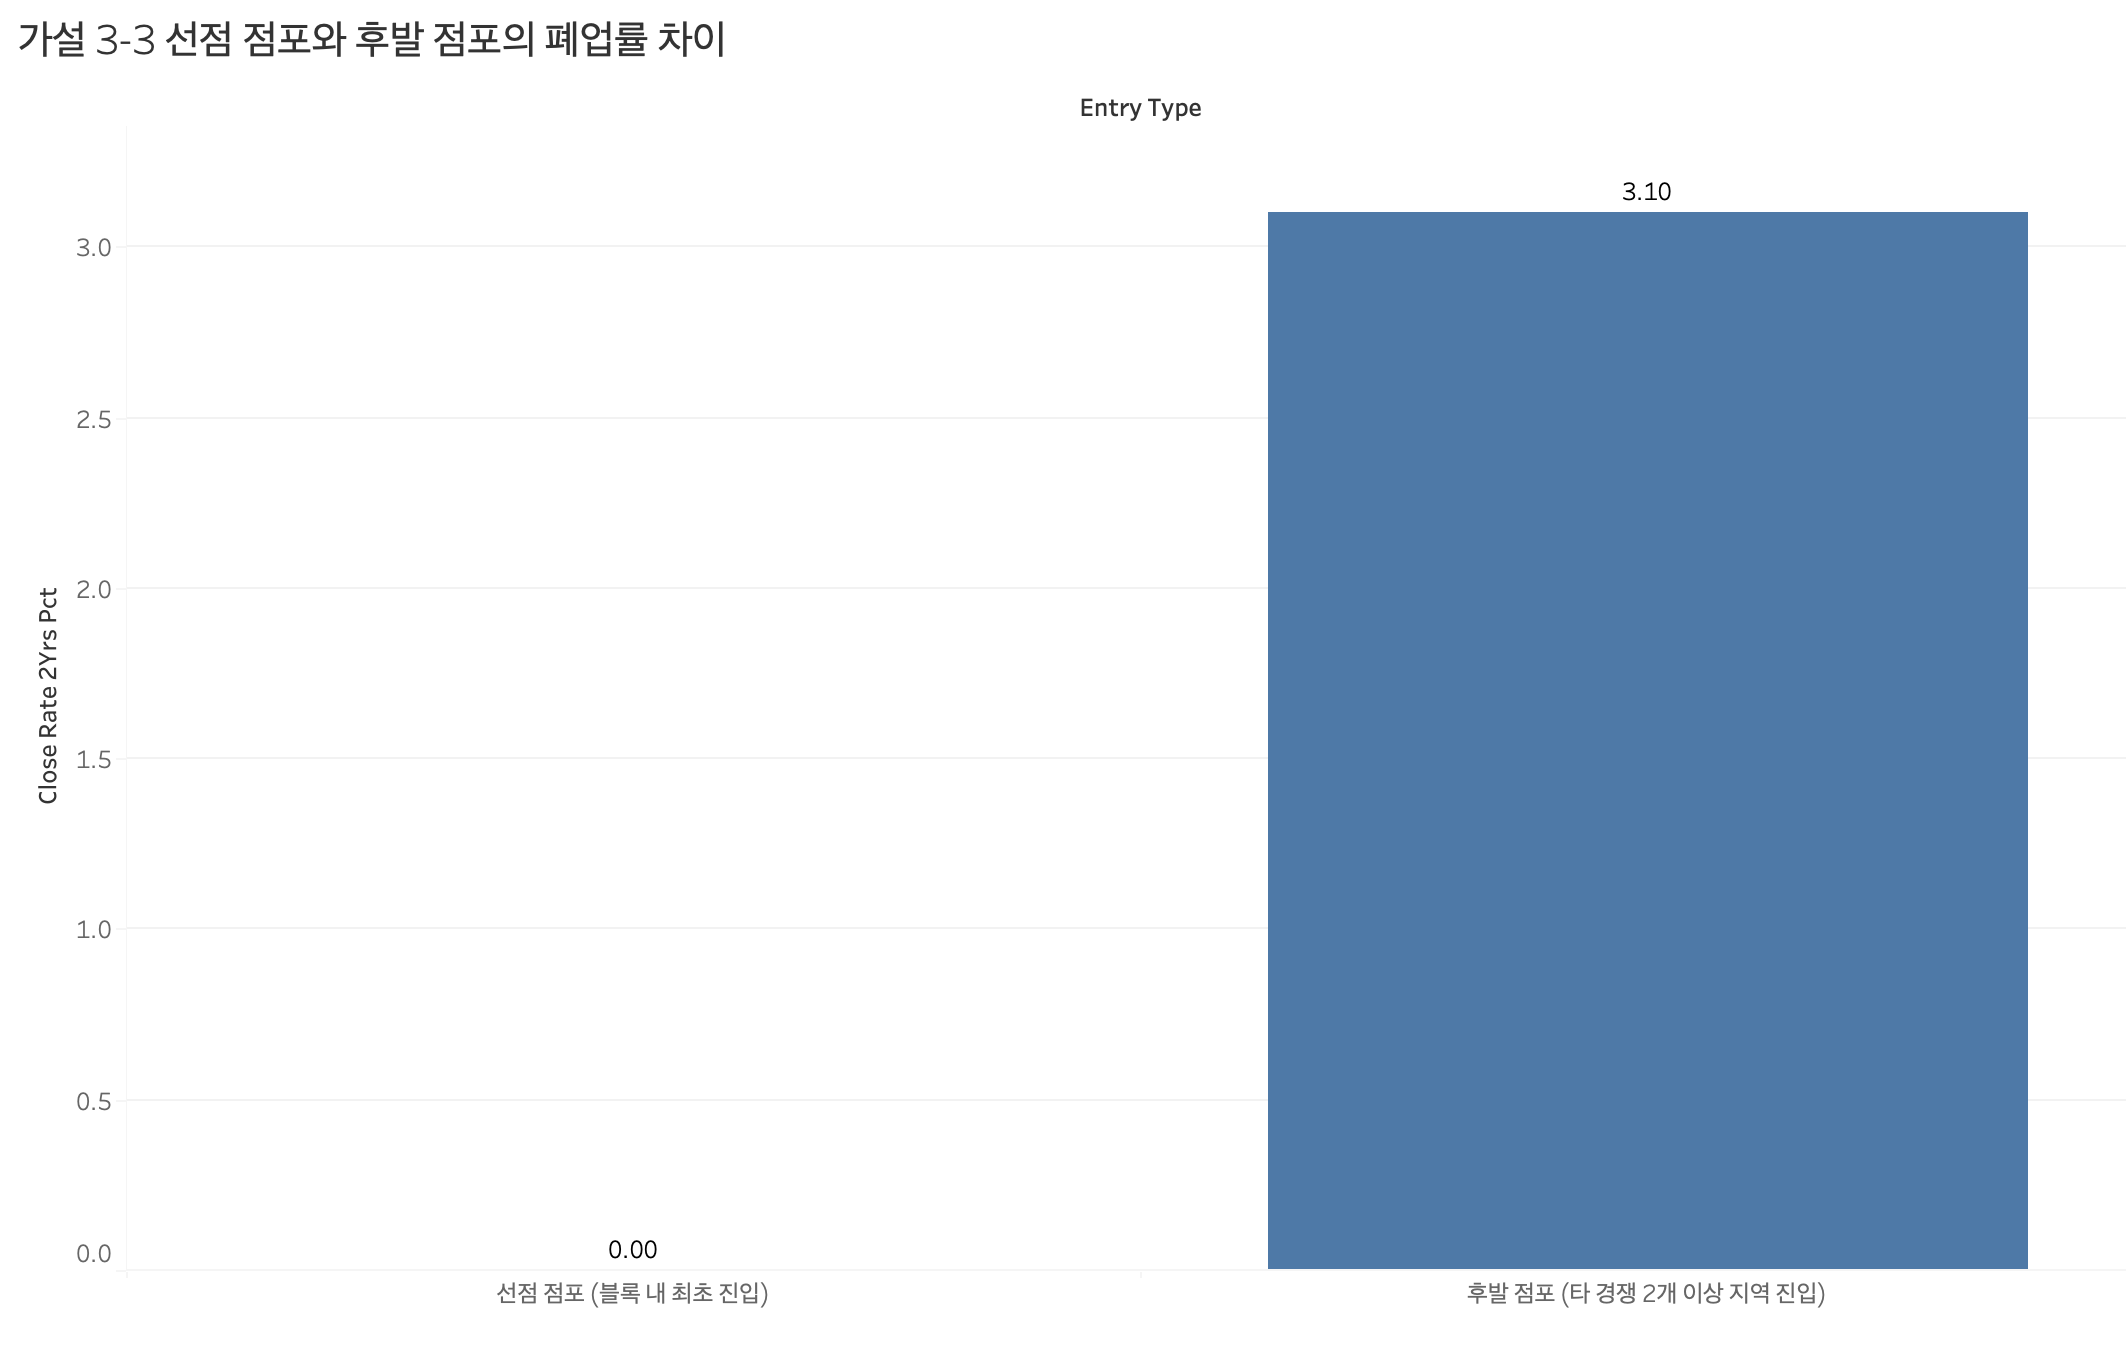 가설 3-3 선점 점포와 후발 점포의 폐업률 차이
Entry Type
3.10
3.0
2.5
2.0
1.5
1.0
0.5
0.0
Close Rate 2Yrs Pct
0.00
선점 점포 (블록 내 최초 진입)
후발 점포 (타 경쟁 2개 이상 지역 진입)